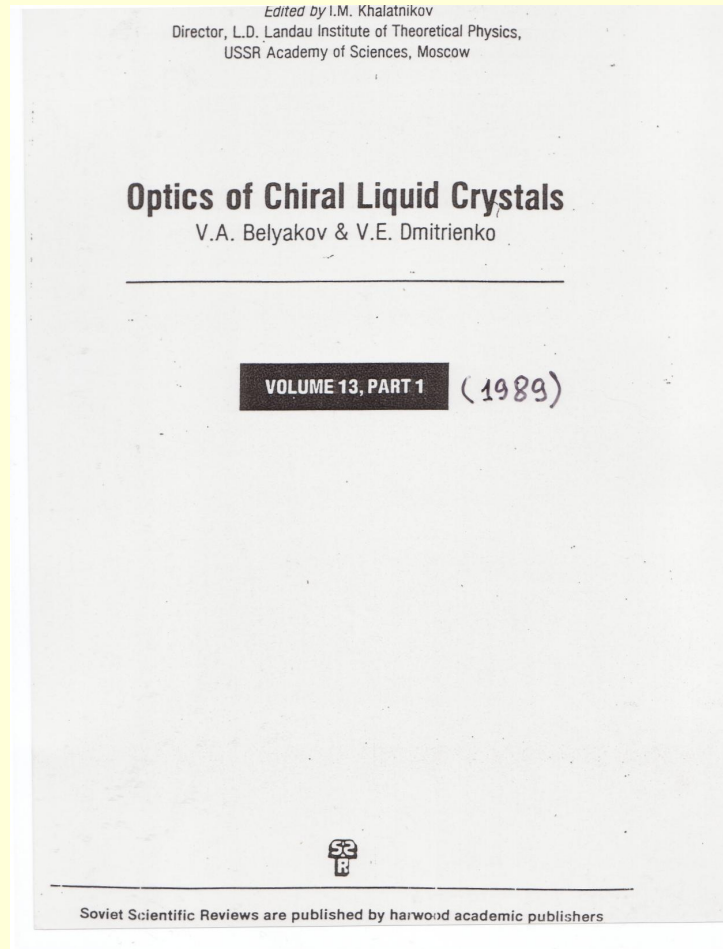 Edited by I.M. Khalatnikov
Director, L.D. Landau Institute of Theoretical Physics,
USSR Academy of Sciences, Moscow
Optics of Chiral Liquid Crystals
V.A. Belyakov & V.E. Dmitrienko
VOLUME 13, PART 1 (1989)
SS
R
Soviet Scientific Reviews are published by harwood academic publishers